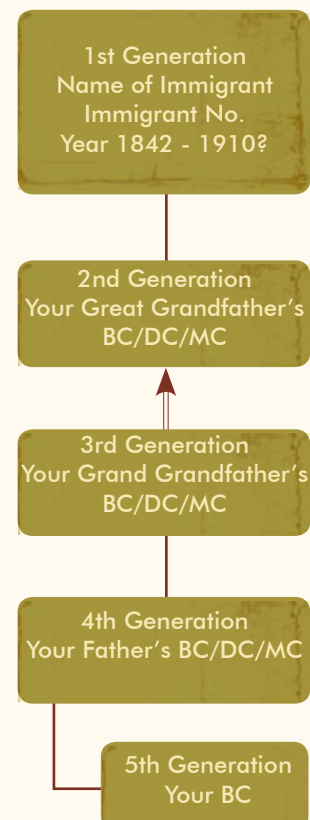 1st Generation
Name of Immigrant
Immigrant No.
Year 1842 - 1910?
2nd Generation
Your Great Grandfather’s
BC/DC/MC
3rd Generation
Your Grand Grandfather’s
BC/DC/MC
4th Generation
Your Father’s BC/DC/MC
5th Generation
Your BC